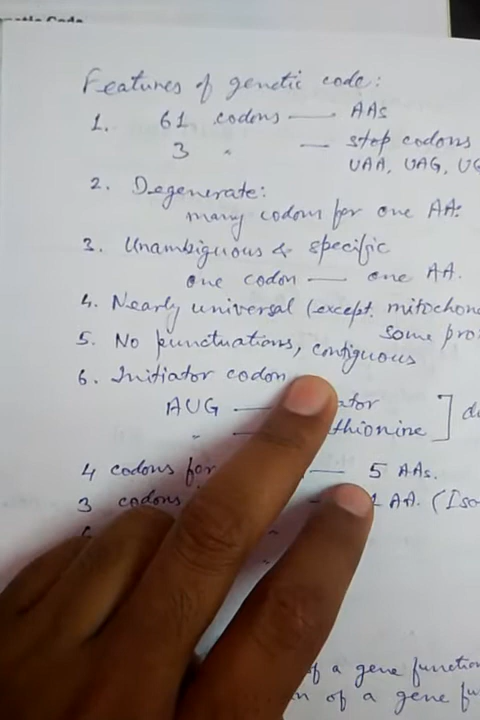 Features of genetic code:
1. 61 codons — AAs
3 " — stop codons
UAA, UAG, UG
2. Degenerate:
many codons for one AA.
3. Unambiguous & specific
one codon — one AA.
4. Nearly universal (except. mitochon
some pro
5. No punctuations, contiguous
6. Initiator codon
AUG — ator
" — thionine ] d
4 codons for — 5 AAs.
3 codons — 1 AA. (Iso
"
"
of a gene function
n of a gene fu